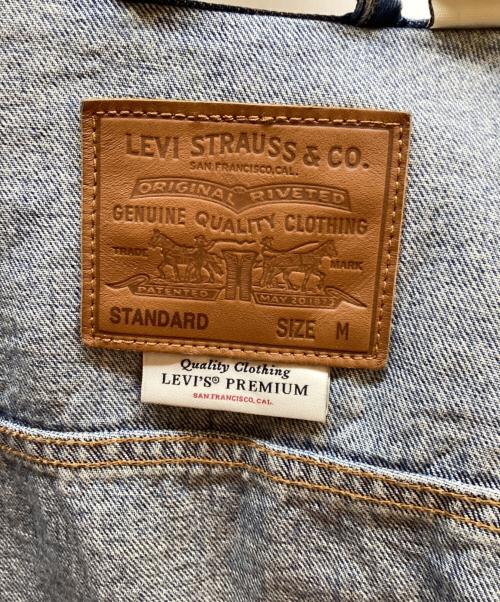 LEVI STRAUSS & CO.
SAN FRANCISCO, CAL.
ORIGINAL RIVETED
GENUINE QUALITY CLOTHING
TRADE MARK
PATENTED MAY 20 1873
STANDARD SIZE M
Quality Clothing
LEVI'S® PREMIUM
SAN FRANCISCO, CAL.